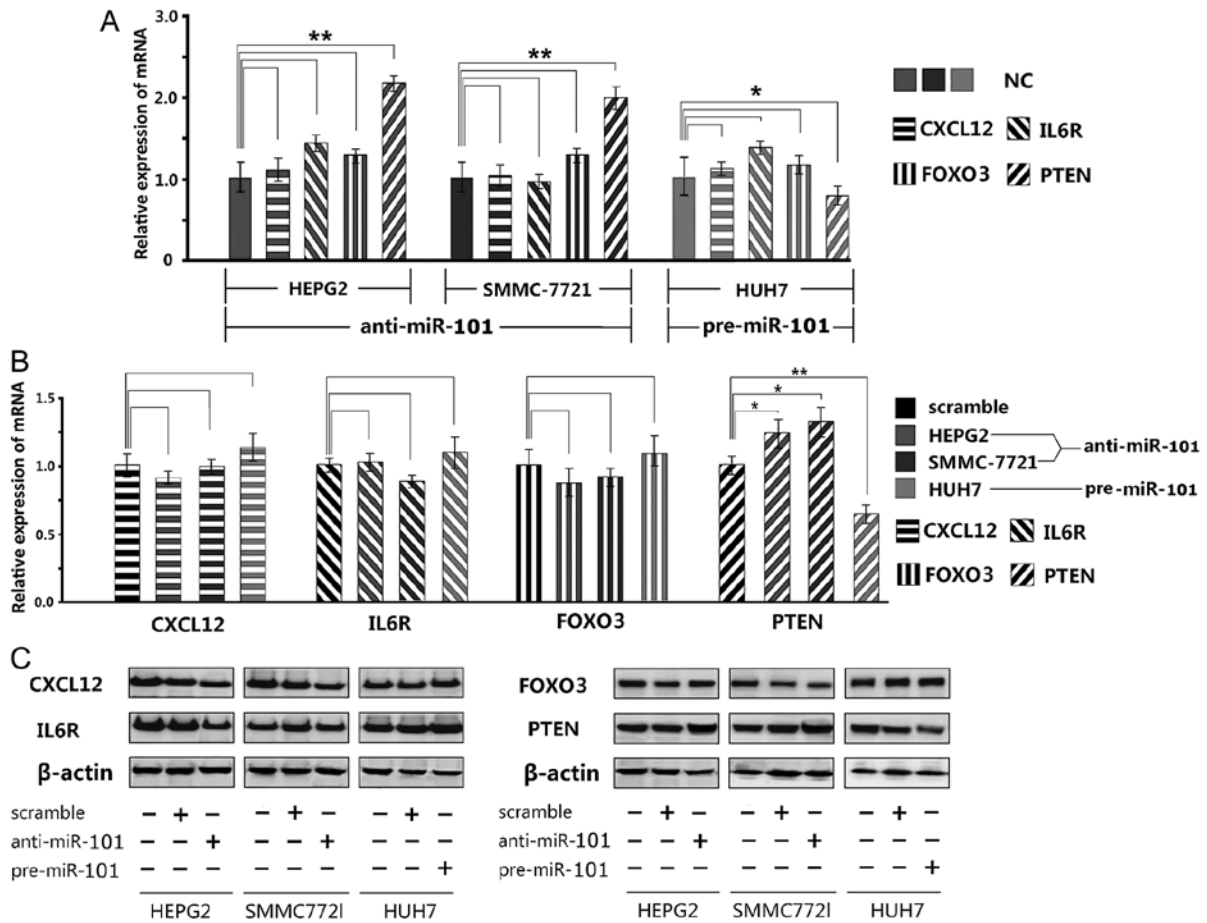 A
Relative expression of mRNA
3.0
2.0
1.0
0
**
**
*
HEPG2
SMMC-7721
HUH7
anti-miR-101
pre-miR-101
NC
CXCL12
IL6R
FOXO3
PTEN
B
Relative expression of mRNA
1.5
1.0
0.5
0.0
*
*
**
CXCL12
IL6R
FOXO3
PTEN
scramble
HEPG2
SMMC-7721
anti-miR-101
HUH7
pre-miR-101
CXCL12
IL6R
FOXO3
PTEN
C
CXCL12
IL6R
β-actin
scramble − + − − + − − + −
anti-miR-101 − − + − − + − − −
pre-miR-101 − − − − − − − − +
HEPG2 SMMC772l HUH7
FOXO3
PTEN
β-actin
scramble − + − − + − − + −
anti-miR-101 − − + − − + − − −
pre-miR-101 − − − − − − − − +
HEPG2 SMMC772l HUH7